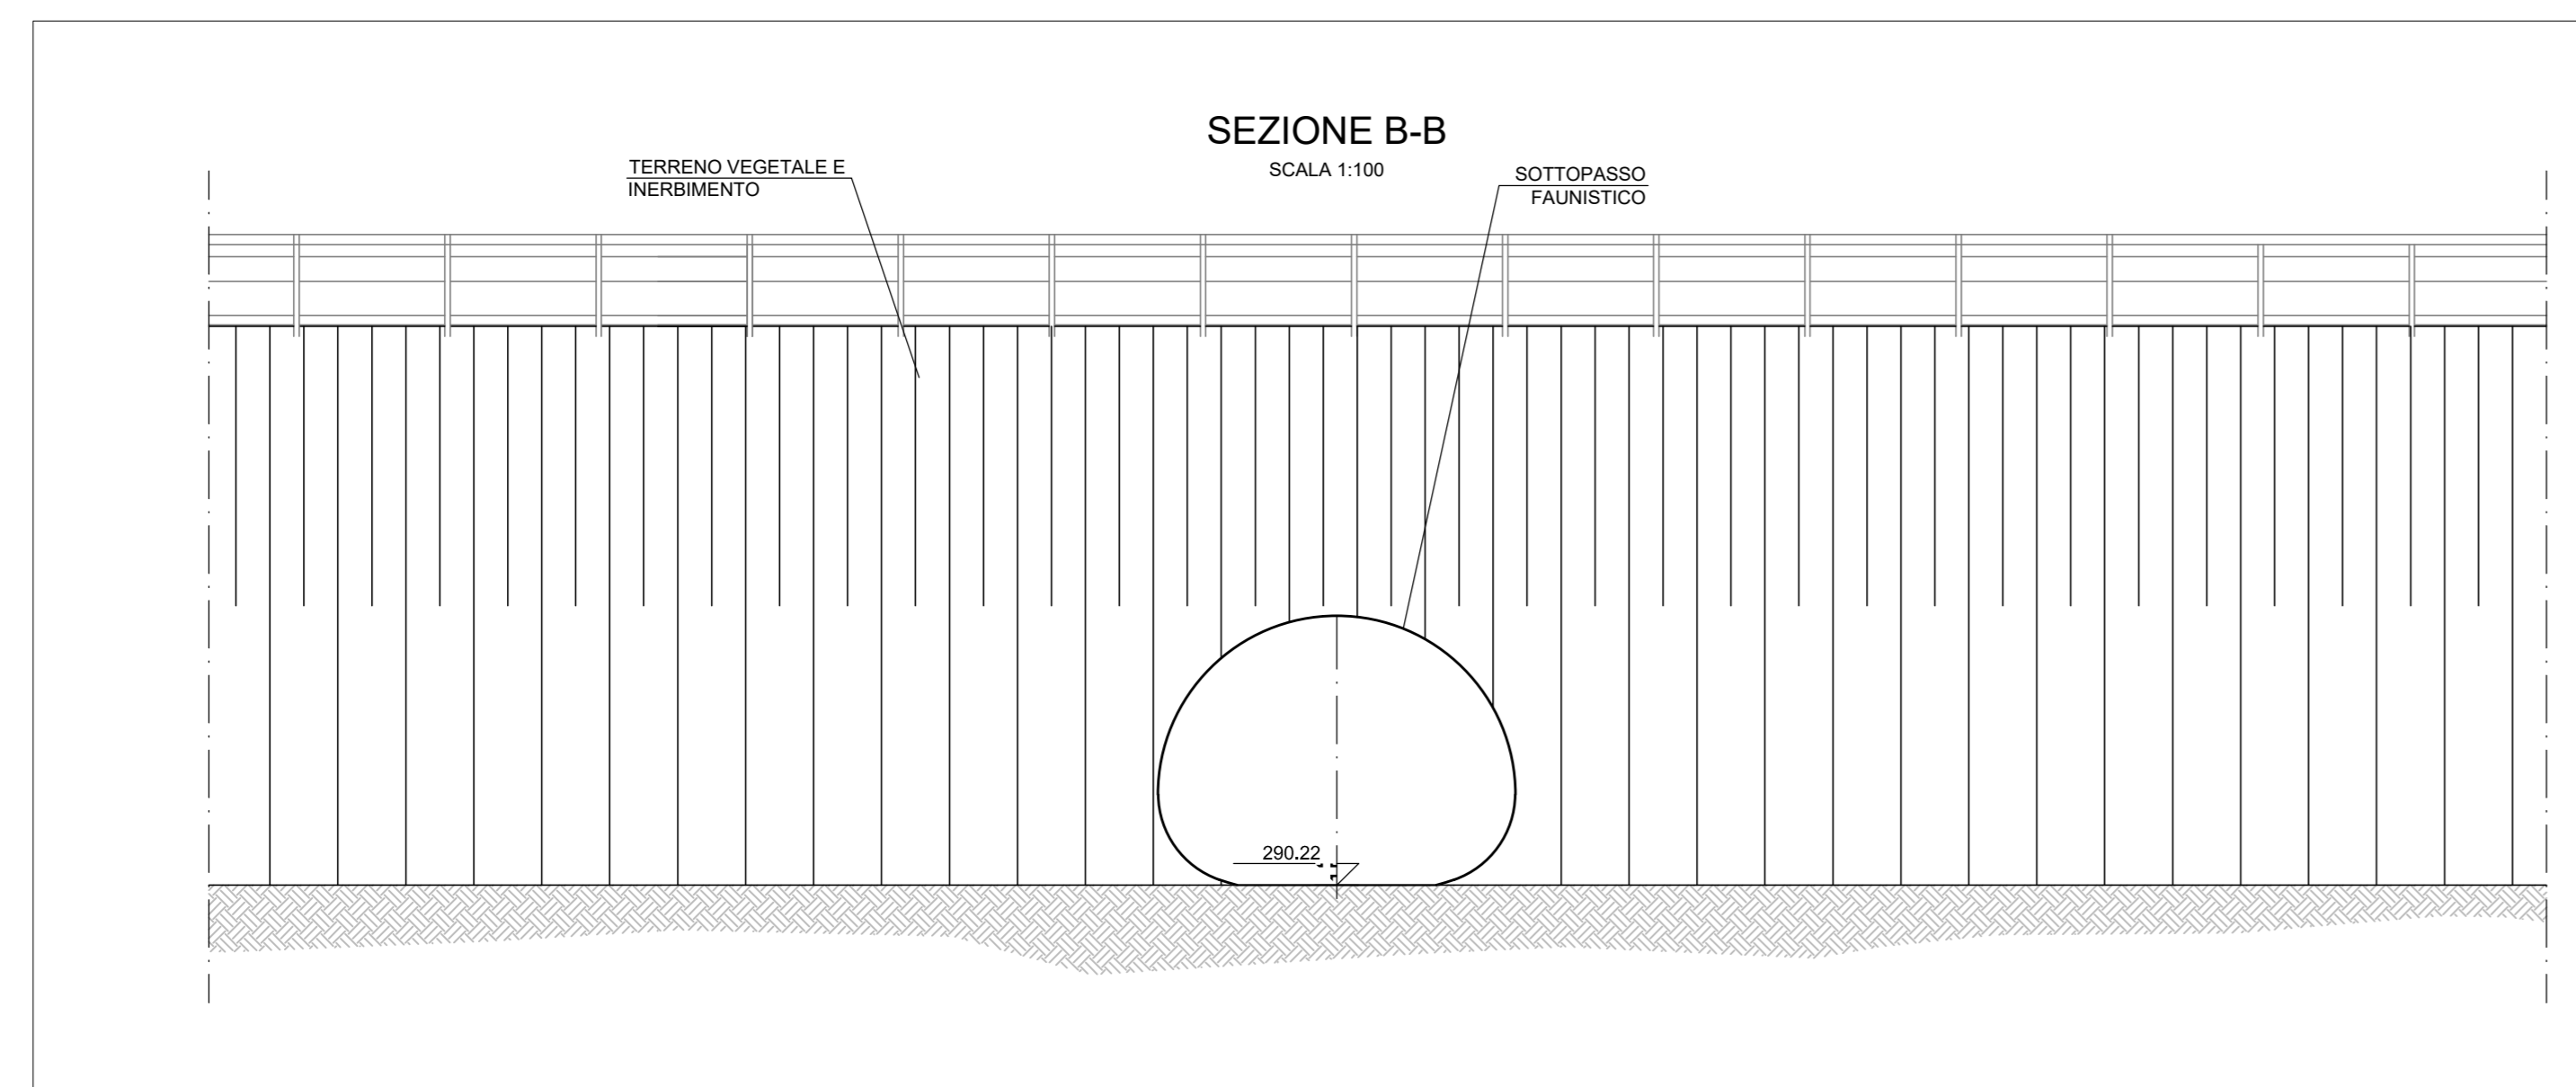 SEZIONE B-B
SCALA 1:100
TERRENO VEGETALE E
INERBIMENTO
SOTTOPASSO
FAUNISTICO
290.22